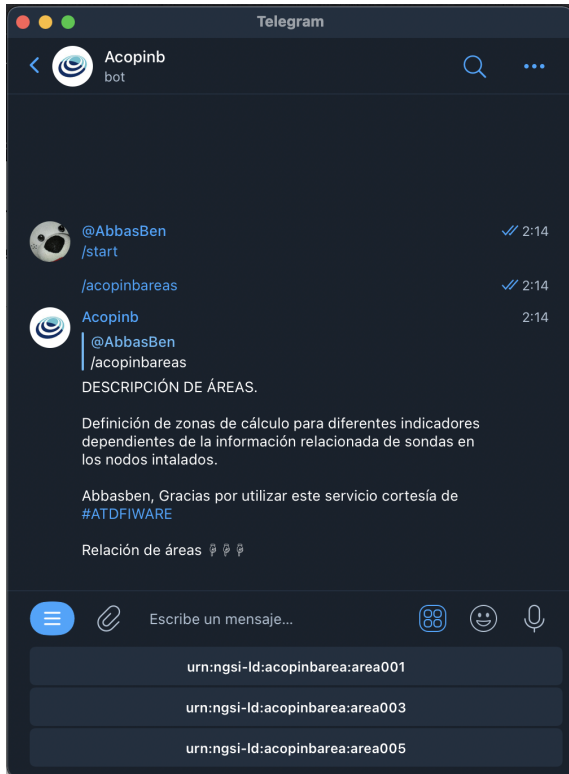 Telegram
Acopinb
bot
@AbbasBen
2:14
/start
/acopinbareas
2:14
Acopinb
2:14
@AbbasBen
/acopinbareas
DESCRIPCIÓN DE ÁREAS.
Definición de zonas de cálculo para diferentes indicadores
dependientes de la información relacionada de sondas en
los nodos intalados.
Abbasben, Gracias por utilizar este servicio cortesía de
#ATDFIWARE
Relación de áreas
Escribe un mensaje...
urn:ngsi-ld:acopinbarea:area001
urn:ngsi-ld:acopinbarea:area003
urn:ngsi-ld:acopinbarea:area005